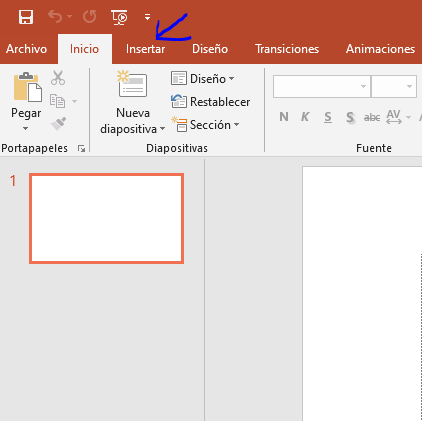 Archivo Inicio Insertar Diseño Transiciones Animaciones
Pegar
Nueva
diapositiva
Diseño
Restablecer
Sección
N K S S abc AV
Portapapeles Diapositivas Fuente
1